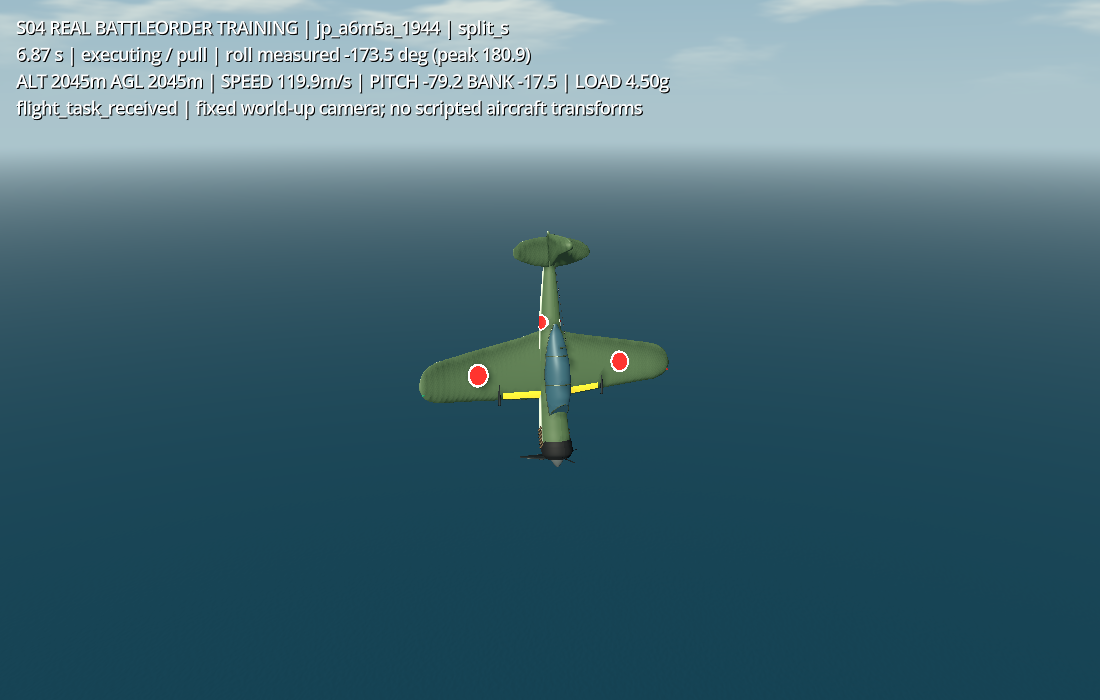 S04 REAL BATTLEORDER TRAINING | jp_a6m5a_1944 | split_s
6.87 s | executing / pull | roll measured -173.5 deg (peak 180.9)
ALT 2045m AGL 2045m | SPEED 119.9m/s | PITCH -79.2 BANK -17.5 | LOAD 4.50g
flight_task_received | fixed world-up camera; no scripted aircraft transforms